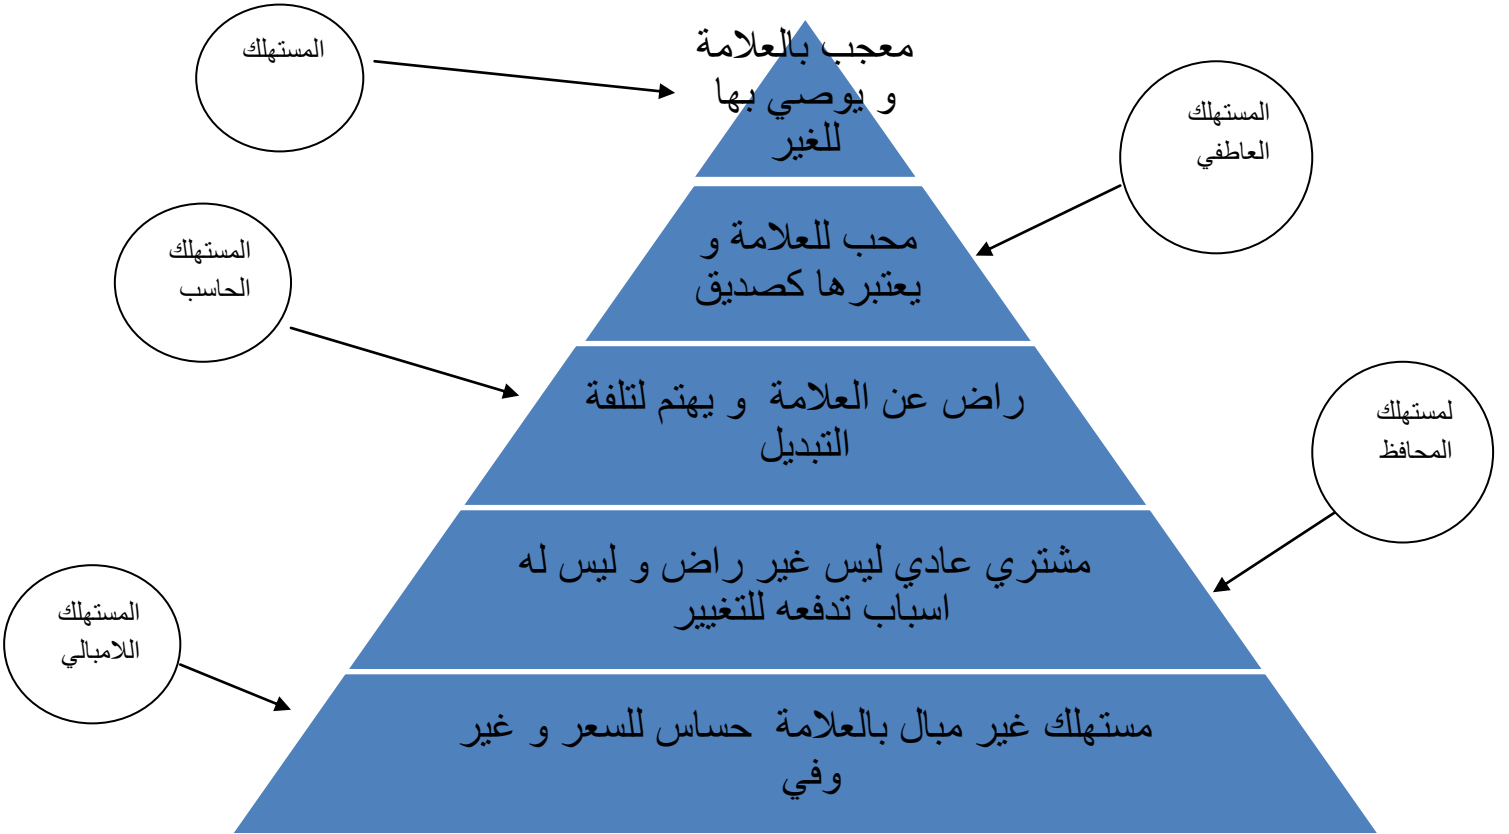 المستهلك
معجب بالعلامة
و يوصي بها
للغير
المستهلك
العاطفي
محب للعلامة و
يعتبرها كصديق
المستهلك
الحاسب
راض عن العلامة و يهتم لتلفة
التبديل
لمستهلك
المحافظ
مشتري عادي ليس غير راض و ليس له
اسباب تدفعه للتغيير
المستهلك
اللامبالي
مستهلك غير مبال بالعلامة حساس للسعر و غير
وفي